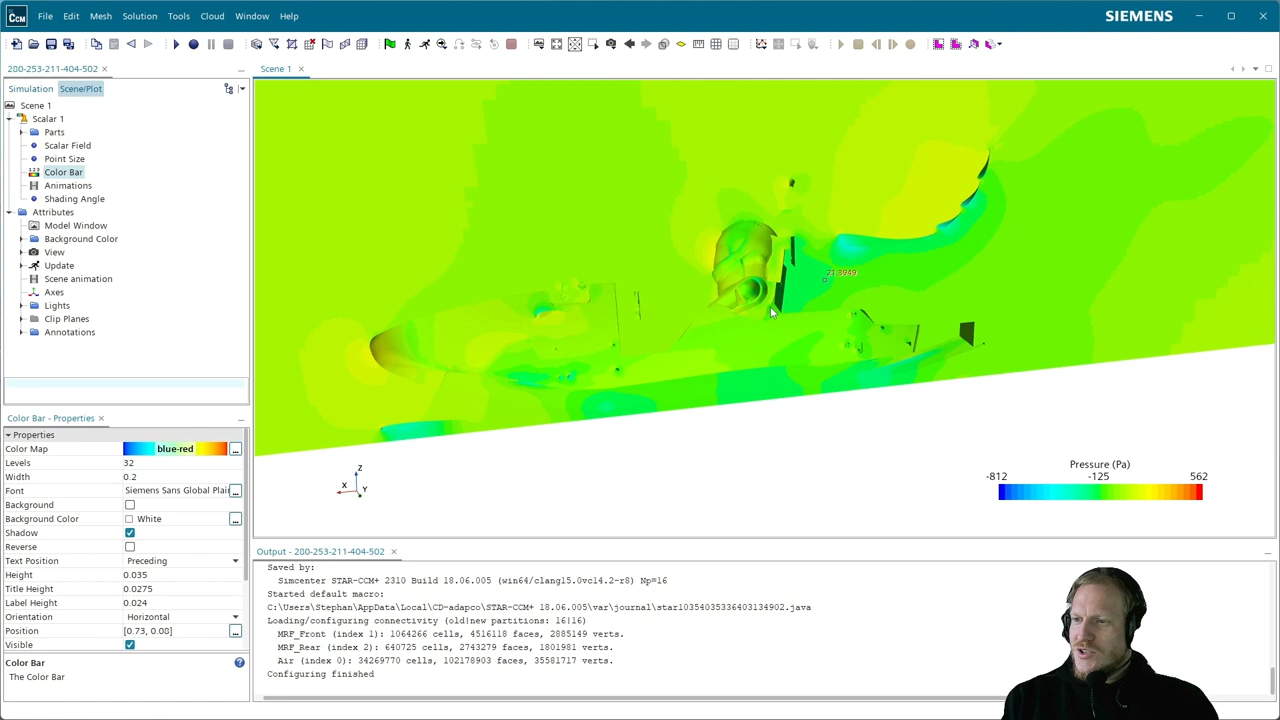 CCM File Edit Mesh Solution Tools Cloud Window Help SIEMENS
280-253-211-404-502
Scene 1
Simulation Scene/Plot
Scene 1
Scalar 1
Parts
Scalar Field
Point Size
Color Bar
Animations
Shading Angle
Attributes
Model Window
Background Color
View
Update
Scene animation
Axes
Lights
Clip Planes
Annotations
21.3949
Z
X
Y
Pressure (Pa)
-812 -125 562
Color Bar - Properties
Properties
Color Map blue-red ...
Levels 32
Width 0.2
Font Siemens Sans Global Plai ...
Background
Background Color White ...
Shadow
Reverse
Text Position Preceding
Height 0.035
Title Height 0.0275
Label Height 0.024
Orientation Horizontal
Position [0.73, 0.08] ...
Visible
Color Bar
The Color Bar
Output - 280-253-211-404-502
Saved by:
Simcenter STAR-CCM+ 2310 Build 18.06.005 (win64/clang15.0vc14.2-r8) Np=16
Started default macro:
C:\Users\Stephan\AppData\Local\CD-adapco\STAR-CCM+ 18.06.005\var\journal\star10354035336403134902.java
Loading/configuring connectivity (old|new partitions: 16|16)
MRF_Front (index 1): 1064266 cells, 4516118 faces, 2885149 verts.
MRF_Rear (index 2): 640725 cells, 2743279 faces, 1801981 verts.
Air (index 0): 34269770 cells, 102178903 faces, 35581717 verts.
Configuring finished